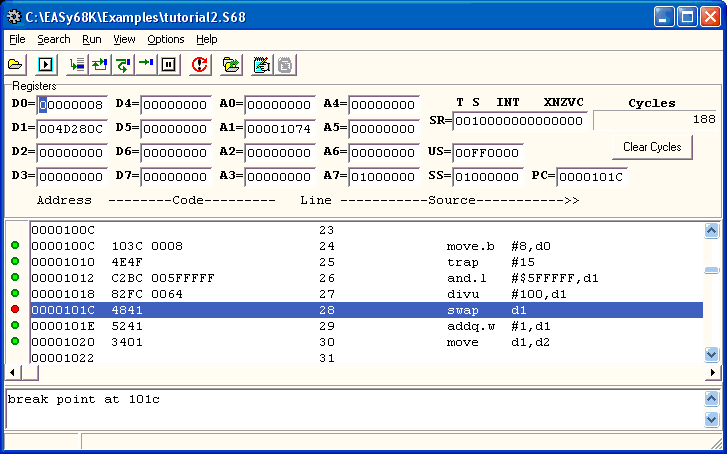 C:\EASy68K\Examples\tutorial2.S68
File Search Run View Options Help
Registers
T S INT XNZVC Cycles
D0= 00000008 D4= 00000000 A0= 00000000 A4= 00000000
SR= 0010000000000000 188
D1= 004D280C D5= 00000000 A1= 00001074 A5= 00000000
D2= 00000000 D6= 00000000 A2= 00000000 A6= 00000000 US= 00FF0000 Clear Cycles
D3= 00000000 D7= 00000000 A3= 00000000 A7= 01000000 SS= 01000000 PC= 0000101C
Address --------Code--------- Line ------------Source----------->>
0000100C 23
0000100C 103C 0008 24 move.b #8,d0
00001010 4E4F 25 trap #15
00001012 C2BC 005FFFFF 26 and.l #$5FFFFF,d1
00001018 82FC 0064 27 divu #100,d1
0000101C 4841 28 swap d1
0000101E 5241 29 addq.w #1,d1
00001020 3401 30 move d1,d2
00001022 31
break point at 101c